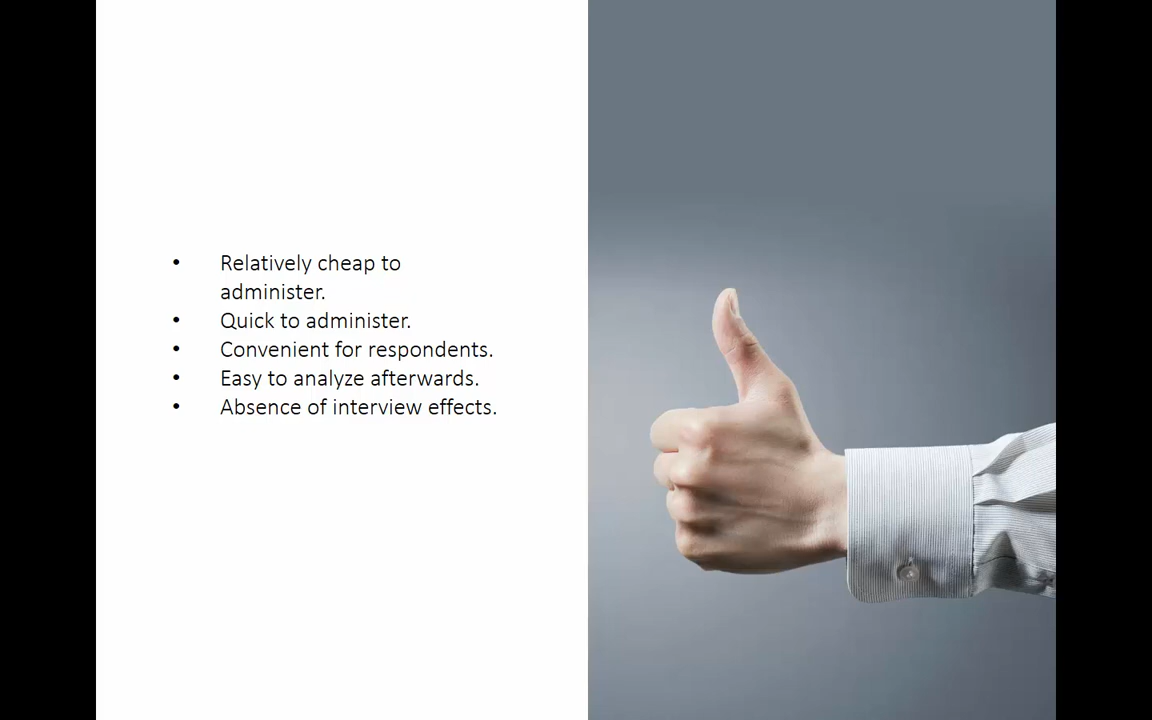 • Relatively cheap to
administer.
• Quick to administer.
• Convenient for respondents.
• Easy to analyze afterwards.
• Absence of interview effects.